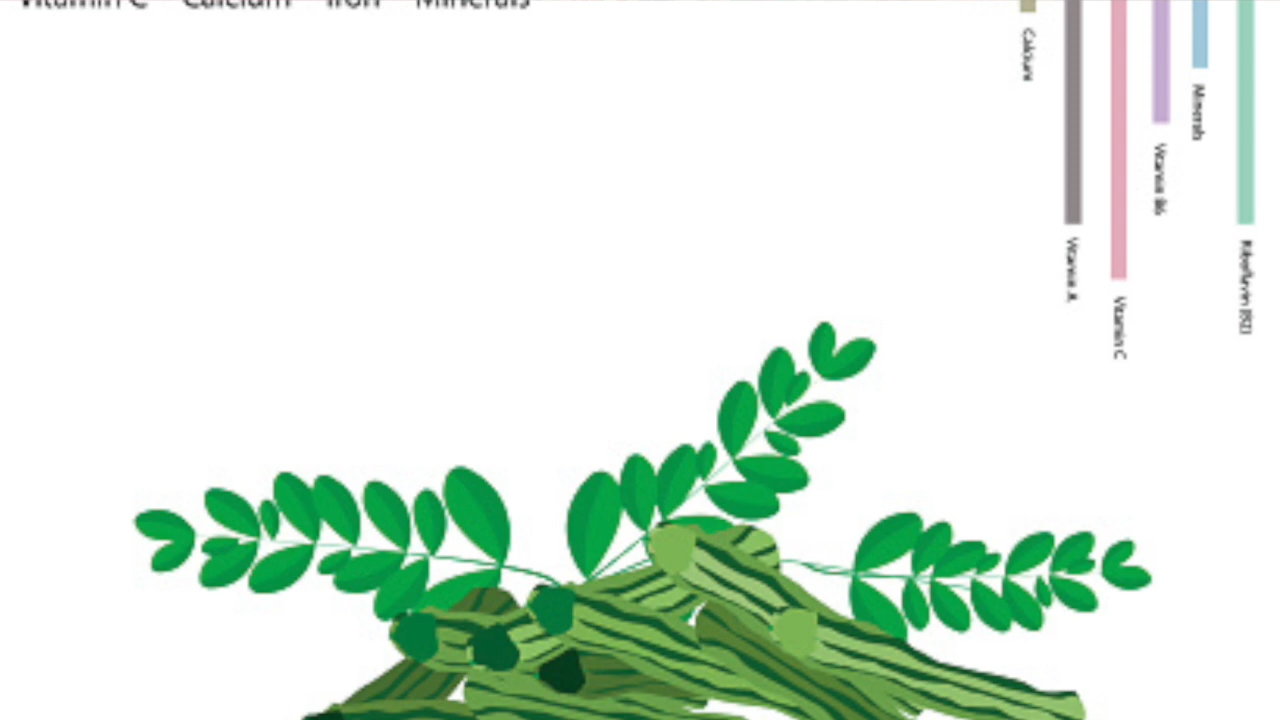 Vitamin C Calcium Iron Minerals
Calcium
Vitamin A
Vitamin C
Vitamin B6
Minerals
Riboflavin (B2)